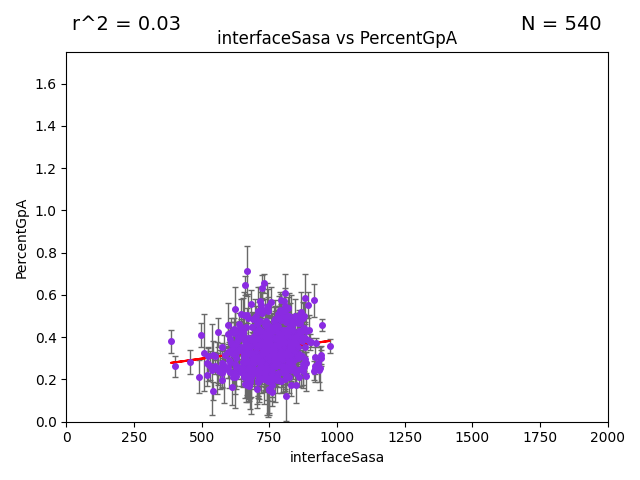 r^2 = 0.03
N = 540
interfaceSasa vs PercentGpA
PercentGpA
1.6
1.4
1.2
1.0
0.8
0.6
0.4
0.2
0.0
0 250 500 750 1000 1250 1500 1750 2000
interfaceSasa